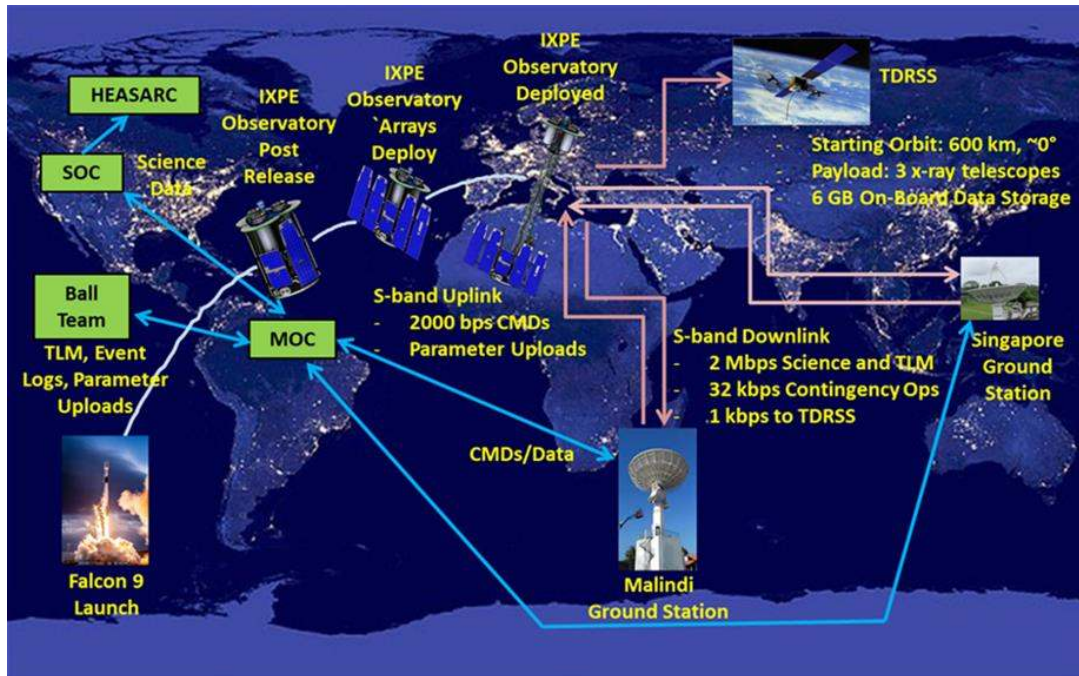 HEASARC
SOC
Science
Data
IXPE
Observatory
Post
Release
IXPE
Observatory
`Arrays
Deploy
IXPE
Observatory
Deployed
TDRSS
- Starting Orbit: 600 km, ~0°
- Payload: 3 x-ray telescopes
- 6 GB On-Board Data Storage
Ball
Team
TLM, Event
Logs, Parameter
Uploads
MOC
S-band Uplink
- 2000 bps CMDs
- Parameter Uploads
S-band Downlink
- 2 Mbps Science and TLM
- 32 kbps Contingency Ops
- 1 kbps to TDRSS
Singapore
Ground
Station
CMDs/Data
Falcon 9
Launch
Malindi
Ground Station